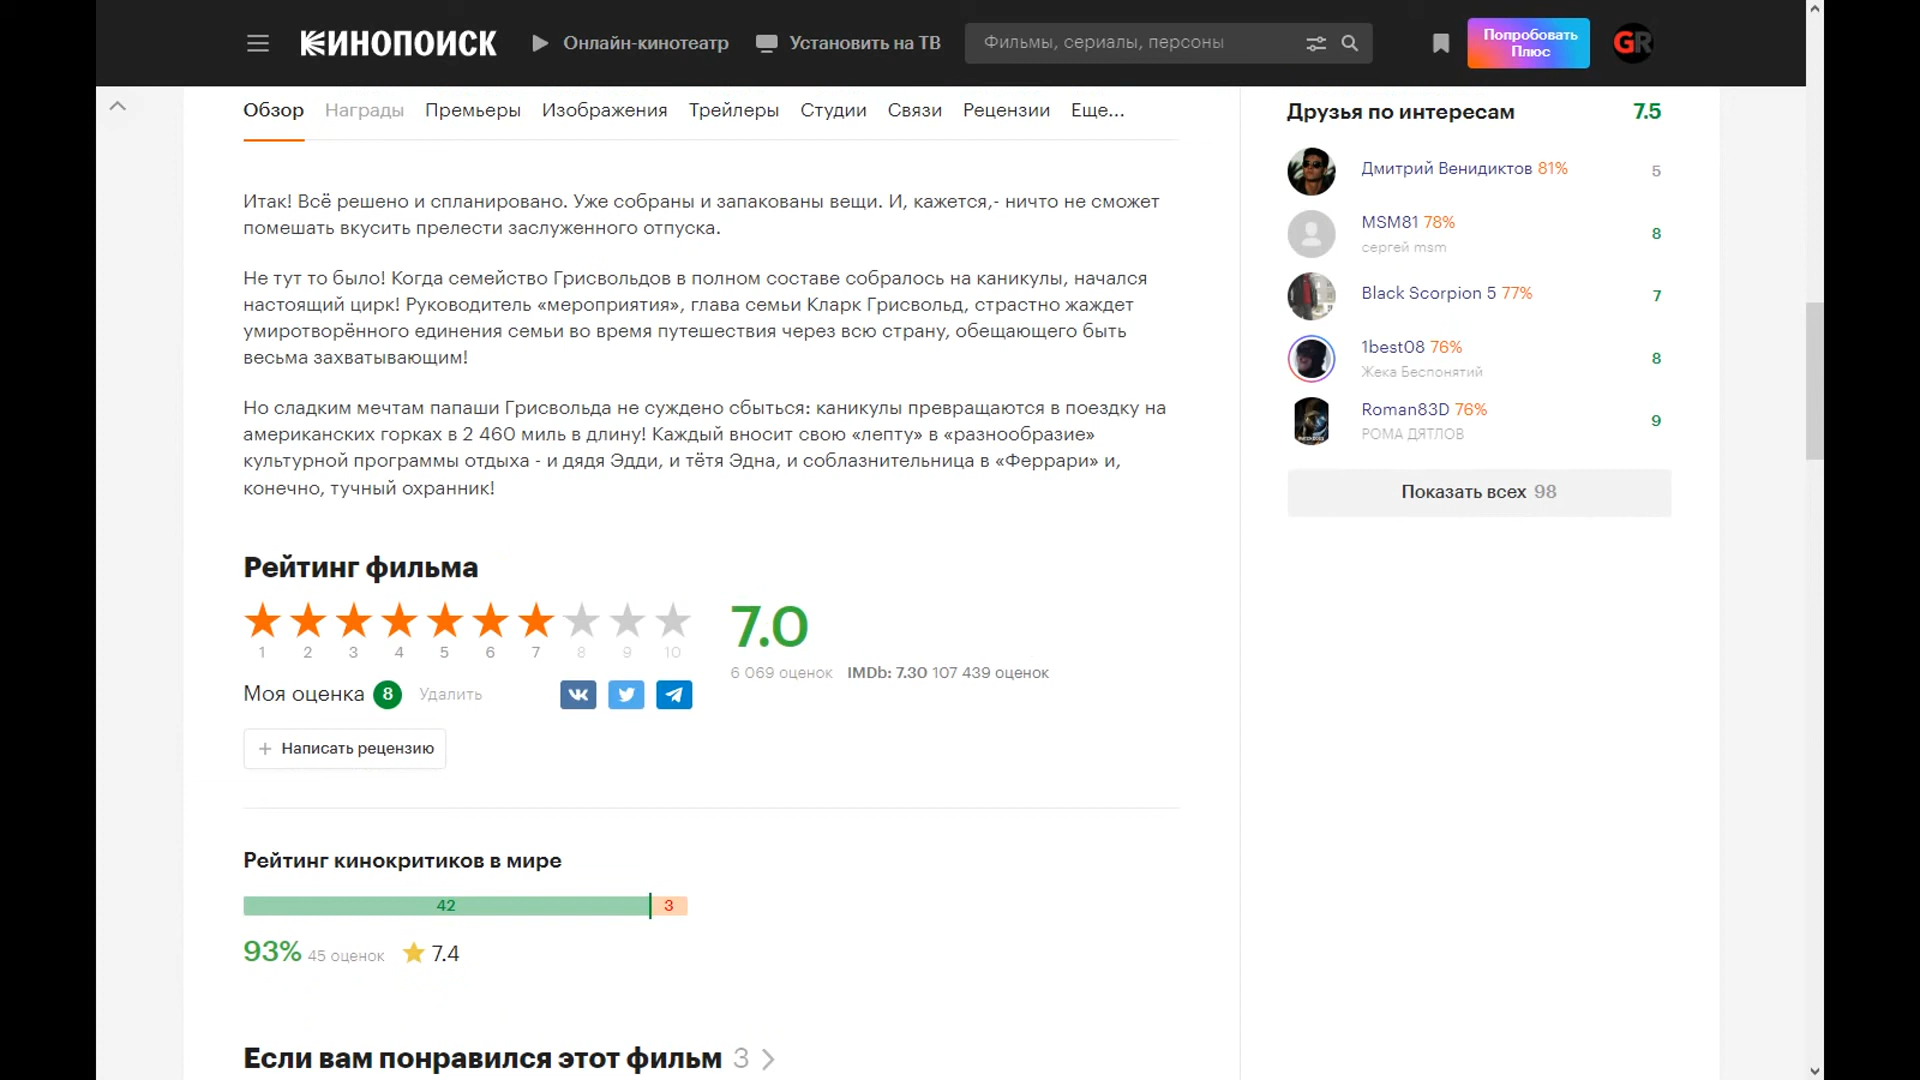 КИНОПОИСК
Онлайн-кинотеатр
Установить на ТВ
Фильмы, сериалы, персоны
Попробовать
Плюс
GR
Обзор Награды Премьеры Изображения Трейлеры Студии Связи Рецензии Еще...
Итак! Всё решено и спланировано. Уже собраны и запакованы вещи. И, кажется,- ничто не сможет
помешать вкусить прелести заслуженного отпуска.
Не тут то было! Когда семейство Грисвольдов в полном составе собралось на каникулы, начался
настоящий цирк! Руководитель «мероприятия», глава семьи Кларк Грисвольд, страстно жаждет
умиротворённого единения семьи во время путешествия через всю страну, обещающего быть
весьма захватывающим!
Но сладким мечтам папаши Грисвольда не суждено сбыться: каникулы превращаются в поездку на
американских горках в 2 460 миль в длину! Каждый вносит свою «лепту» в «разнообразие»
культурной программы отдыха - и дядя Эдди, и тётя Эдна, и соблазнительница в «Феррари» и,
конечно, тучный охранник!
Рейтинг фильма
1 2 3 4 5 6 7 8 9 10
7.0
6 069 оценок IMDb: 7.30 107 439 оценок
Моя оценка 8 Удалить
+ Написать рецензию
Рейтинг кинокритиков в мире
42 3
93% 45 оценок 7.4
Если вам понравился этот фильм 3
Друзья по интересам 7.5
Дмитрий Венидиктов 81% 5
MSM81 78% 8
сергей msm
Black Scorpion 5 77% 7
1best08 76% 8
Жека Беспонятий
Roman83D 76% 9
РОМА ДЯТЛОВ
Показать всех 98